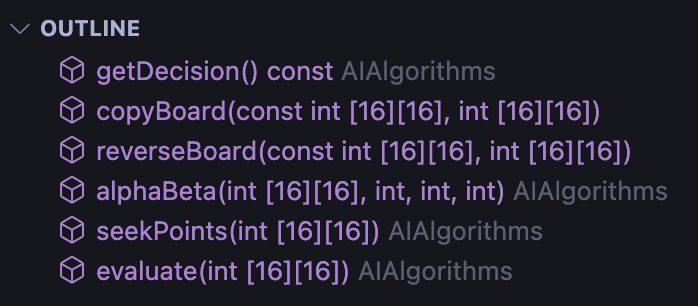 OUTLINE
getDecision() const AIAlgorithms
copyBoard(const int [16][16], int [16][16])
reverseBoard(const int [16][16], int [16][16])
alphaBeta(int [16][16], int, int, int) AIAlgorithms
seekPoints(int [16][16]) AIAlgorithms
evaluate(int [16][16]) AIAlgorithms